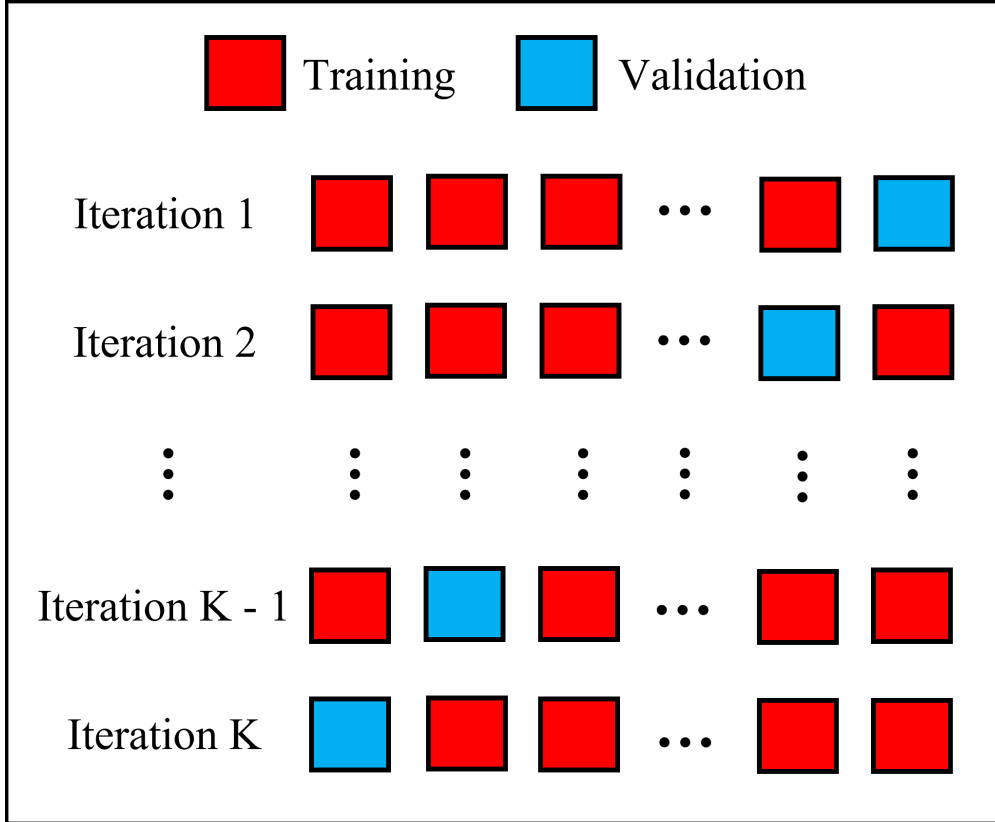 Training Validation
Iteration 1
...
Iteration 2
...
Iteration K - 1
...
Iteration K
...